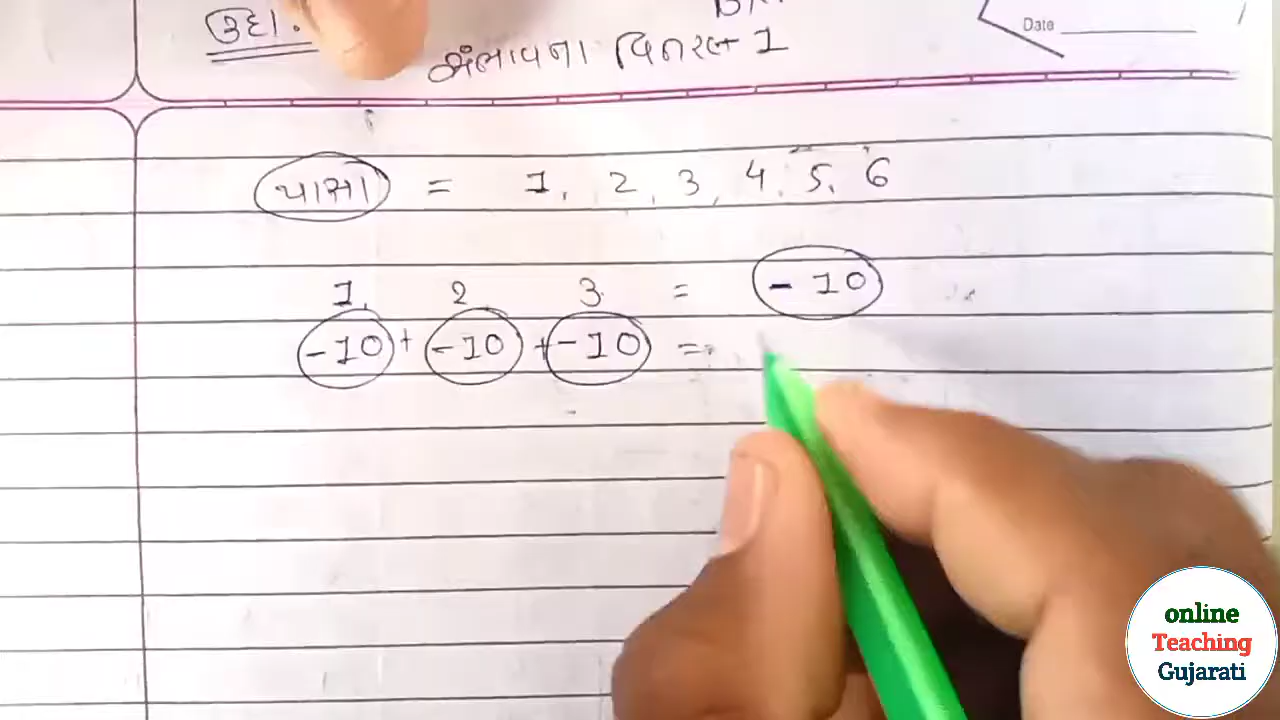 ઉદા.
સંભાવના વિતરણ 1
Date
પાસા = 1, 2, 3, 4, 5, 6
1, 2, 3 = - 10
-10 + -10 + -10 =
online
Teaching
Gujarati